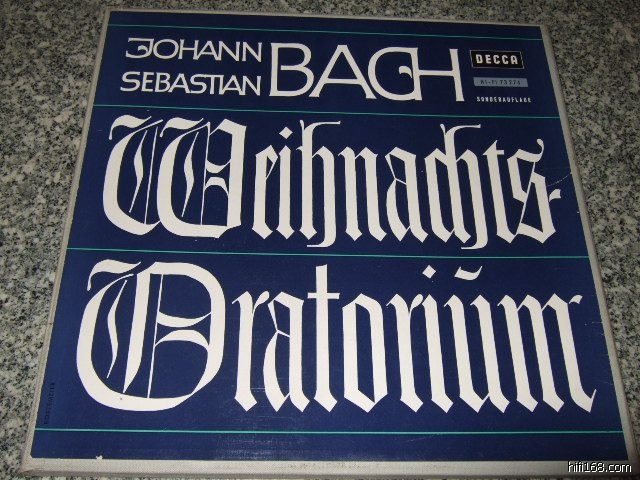 JOHANN
SEBASTIAN BACH
DECCA
SONDERAUFLAGE
Weihnachts-
Oratorium
hifi168.com